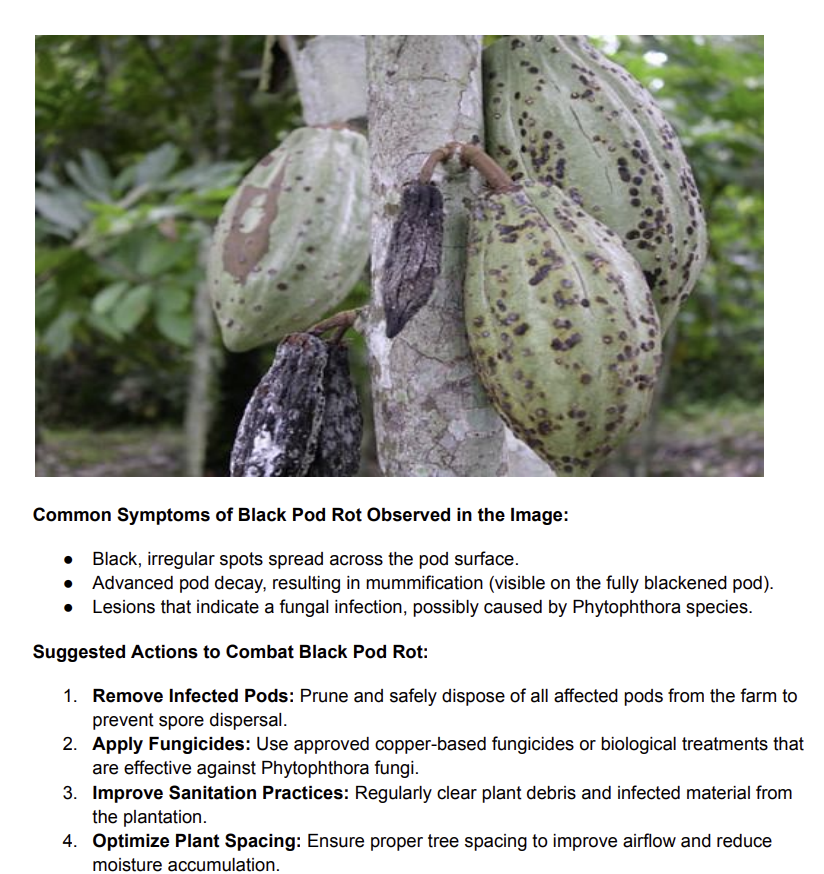 Common Symptoms of Black Pod Rot Observed in the Image:
● Black, irregular spots spread across the pod surface.
● Advanced pod decay, resulting in mummification (visible on the fully blackened pod).
● Lesions that indicate a fungal infection, possibly caused by Phytophthora species.
Suggested Actions to Combat Black Pod Rot:
1. Remove Infected Pods: Prune and safely dispose of all affected pods from the farm to
prevent spore dispersal.
2. Apply Fungicides: Use approved copper-based fungicides or biological treatments that
are effective against Phytophthora fungi.
3. Improve Sanitation Practices: Regularly clear plant debris and infected material from
the plantation.
4. Optimize Plant Spacing: Ensure proper tree spacing to improve airflow and reduce
moisture accumulation.